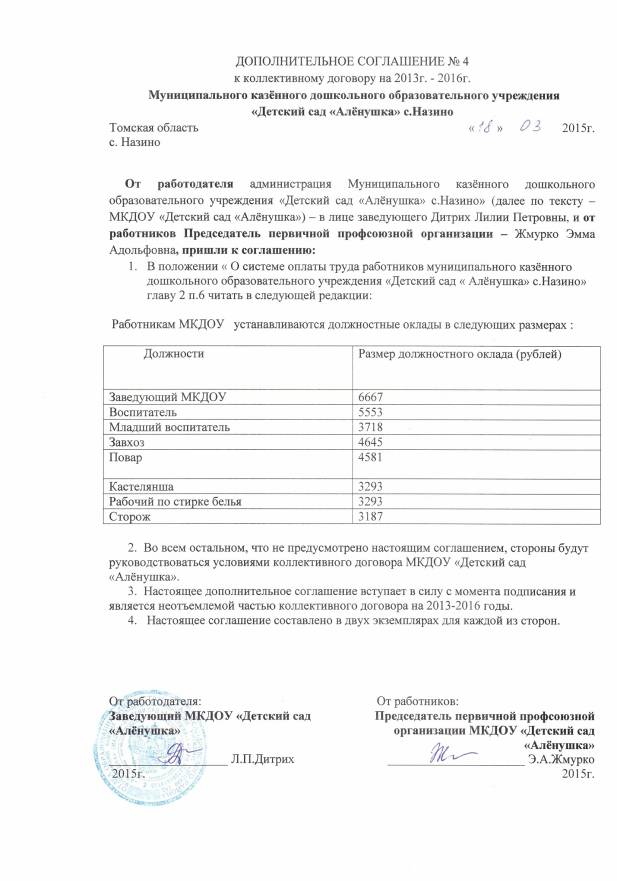 ДОПОЛНИТЕЛЬНОЕ СОГЛАШЕНИЕ № 4
к коллективному договору на 2013г. - 2016г.
Муниципального казённого дошкольного образовательного учреждения
«Детский сад «Алёнушка» с.Назино
Томская область « 18 » 03 2015г.
с. Назино
От работодателя администрация Муниципального казённого дошкольного
образовательного учреждения «Детский сад «Алёнушка» с.Назино» (далее по тексту –
МКДОУ «Детский сад «Алёнушка») – в лице заведующего Дитрих Лилии Петровны, и от
работников Председатель первичной профсоюзной организации – Жмурко Эмма
Адольфовна, пришли к соглашению:
1. В положении « О системе оплаты труда работников муниципального казённого
дошкольного образовательного учреждения «Детский сад « Алёнушка» с.Назино»
главу 2 п.6 читать в следующей редакции:
Работникам МКДОУ устанавливаются должностные оклады в следующих размерах :
Должности Размер должностного оклада (рублей)
Заведующий МКДОУ 6667
Воспитатель 5553
Младший воспитатель 3718
Завхоз 4645
Повар 4581
Кастелянша 3293
Рабочий по стирке белья 3293
Сторож 3187
2. Во всем остальном, что не предусмотрено настоящим соглашением, стороны будут
руководствоваться условиями коллективного договора МКДОУ «Детский сад
«Алёнушка».
3. Настоящее дополнительное соглашение вступает в силу с момента подписания и
является неотъемлемой частью коллективного договора на 2013-2016 годы.
4. Настоящее соглашение составлено в двух экземплярах для каждой из сторон.
От работодателя: От работников:
Заведующий МКДОУ «Детский сад Председатель первичной профсоюзной
«Алёнушка» организации МКДОУ «Детский сад
«Алёнушка»
Л.П.Дитрих Э.А.Жмурко
2015г. 2015г.